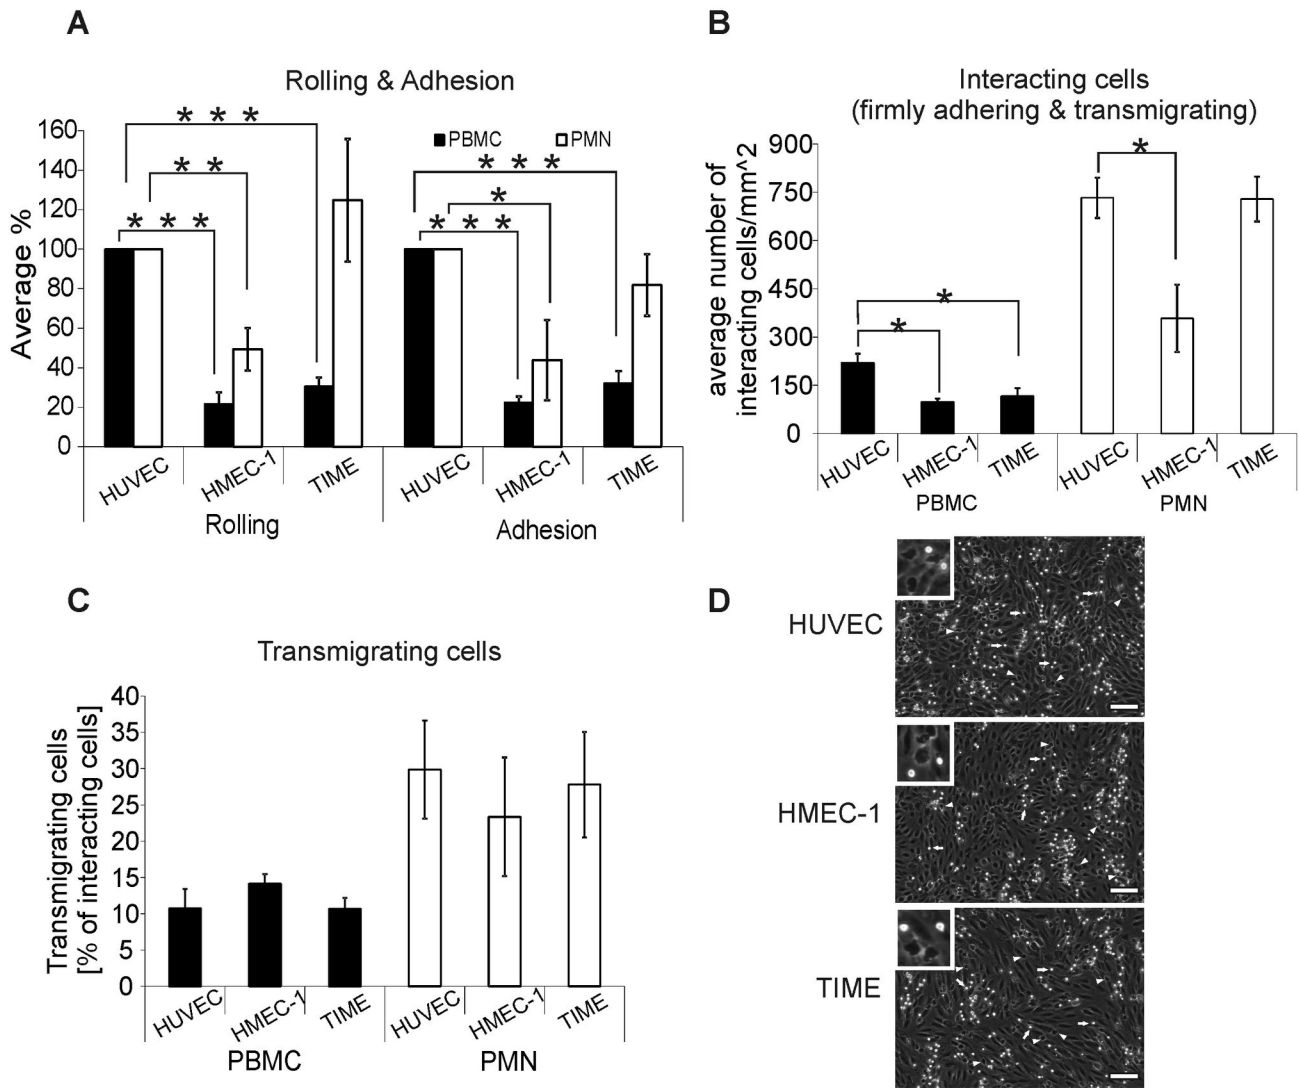 A
Rolling & Adhesion
Average %
160
140
120
100
80
60
40
20
0
* * *
* *
* * *
■PBMC □PMN
* * *
*
* * *
HUVEC HMEC-1 TIME HUVEC HMEC-1 TIME
Rolling Adhesion
B
Interacting cells
(firmly adhering & transmigrating)
average number of
interacting cells/mm^2
900
750
600
450
300
150
0
*
*
*
HUVEC HMEC-1 TIME HUVEC HMEC-1 TIME
PBMC PMN
C
Transmigrating cells
Transmigrating cells
[% of interacting cells]
40
35
30
25
20
15
10
5
0
HUVEC HMEC-1 TIME HUVEC HMEC-1 TIME
PBMC PMN
D
HUVEC
HMEC-1
TIME